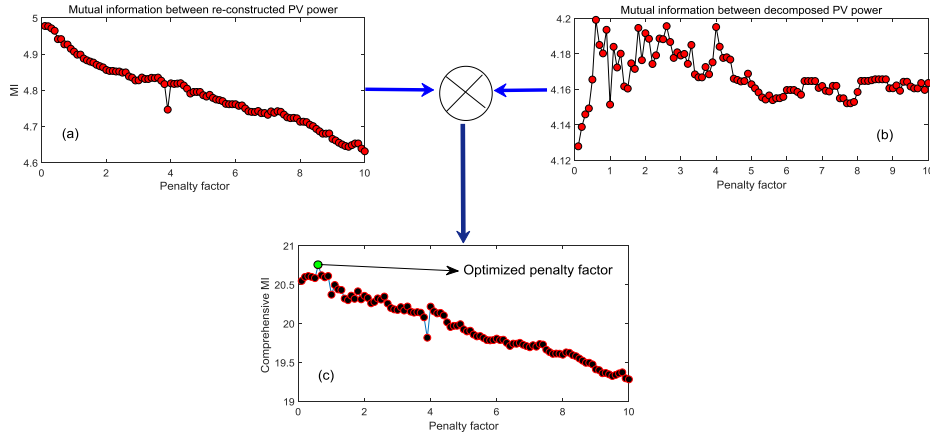 Mutual information between re-constructed PV power
5
4.9
4.8
4.7
4.6
MI
(a)
0 2 4 6 8 10
Penalty factor
Mutual information between decomposed PV power
4.2
4.18
4.16
4.14
4.12
(b)
0 1 2 3 4 5 6 7 8 9 10
Penalty factor
21
20.5
20
19.5
19
Comprehensive MI
Optimized penalty factor
(c)
0 2 4 6 8 10
Penalty factor